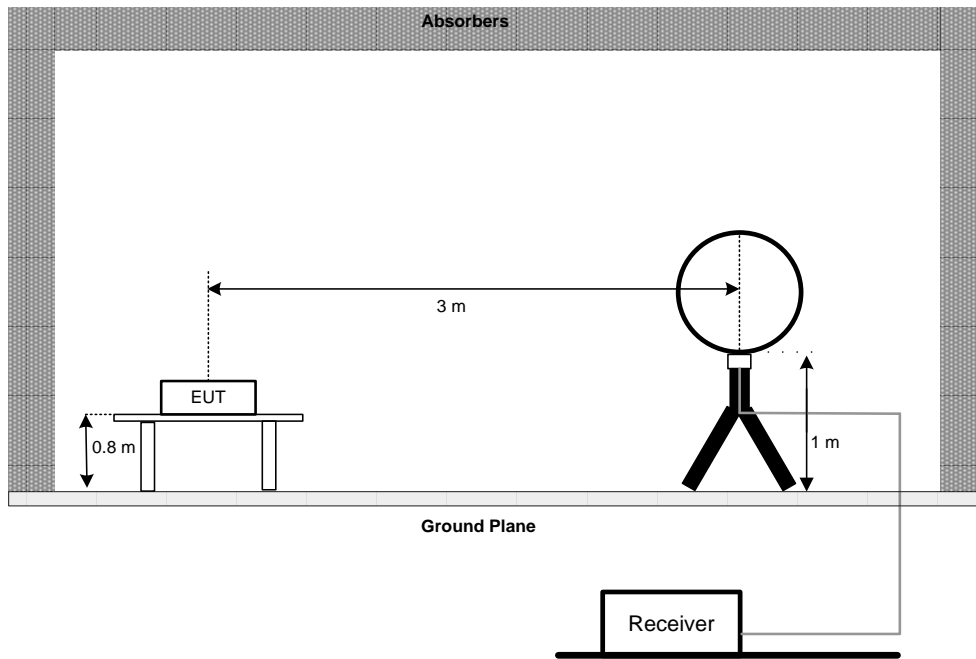 Absorbers
3 m
EUT
0.8 m
1 m
Ground Plane
Receiver